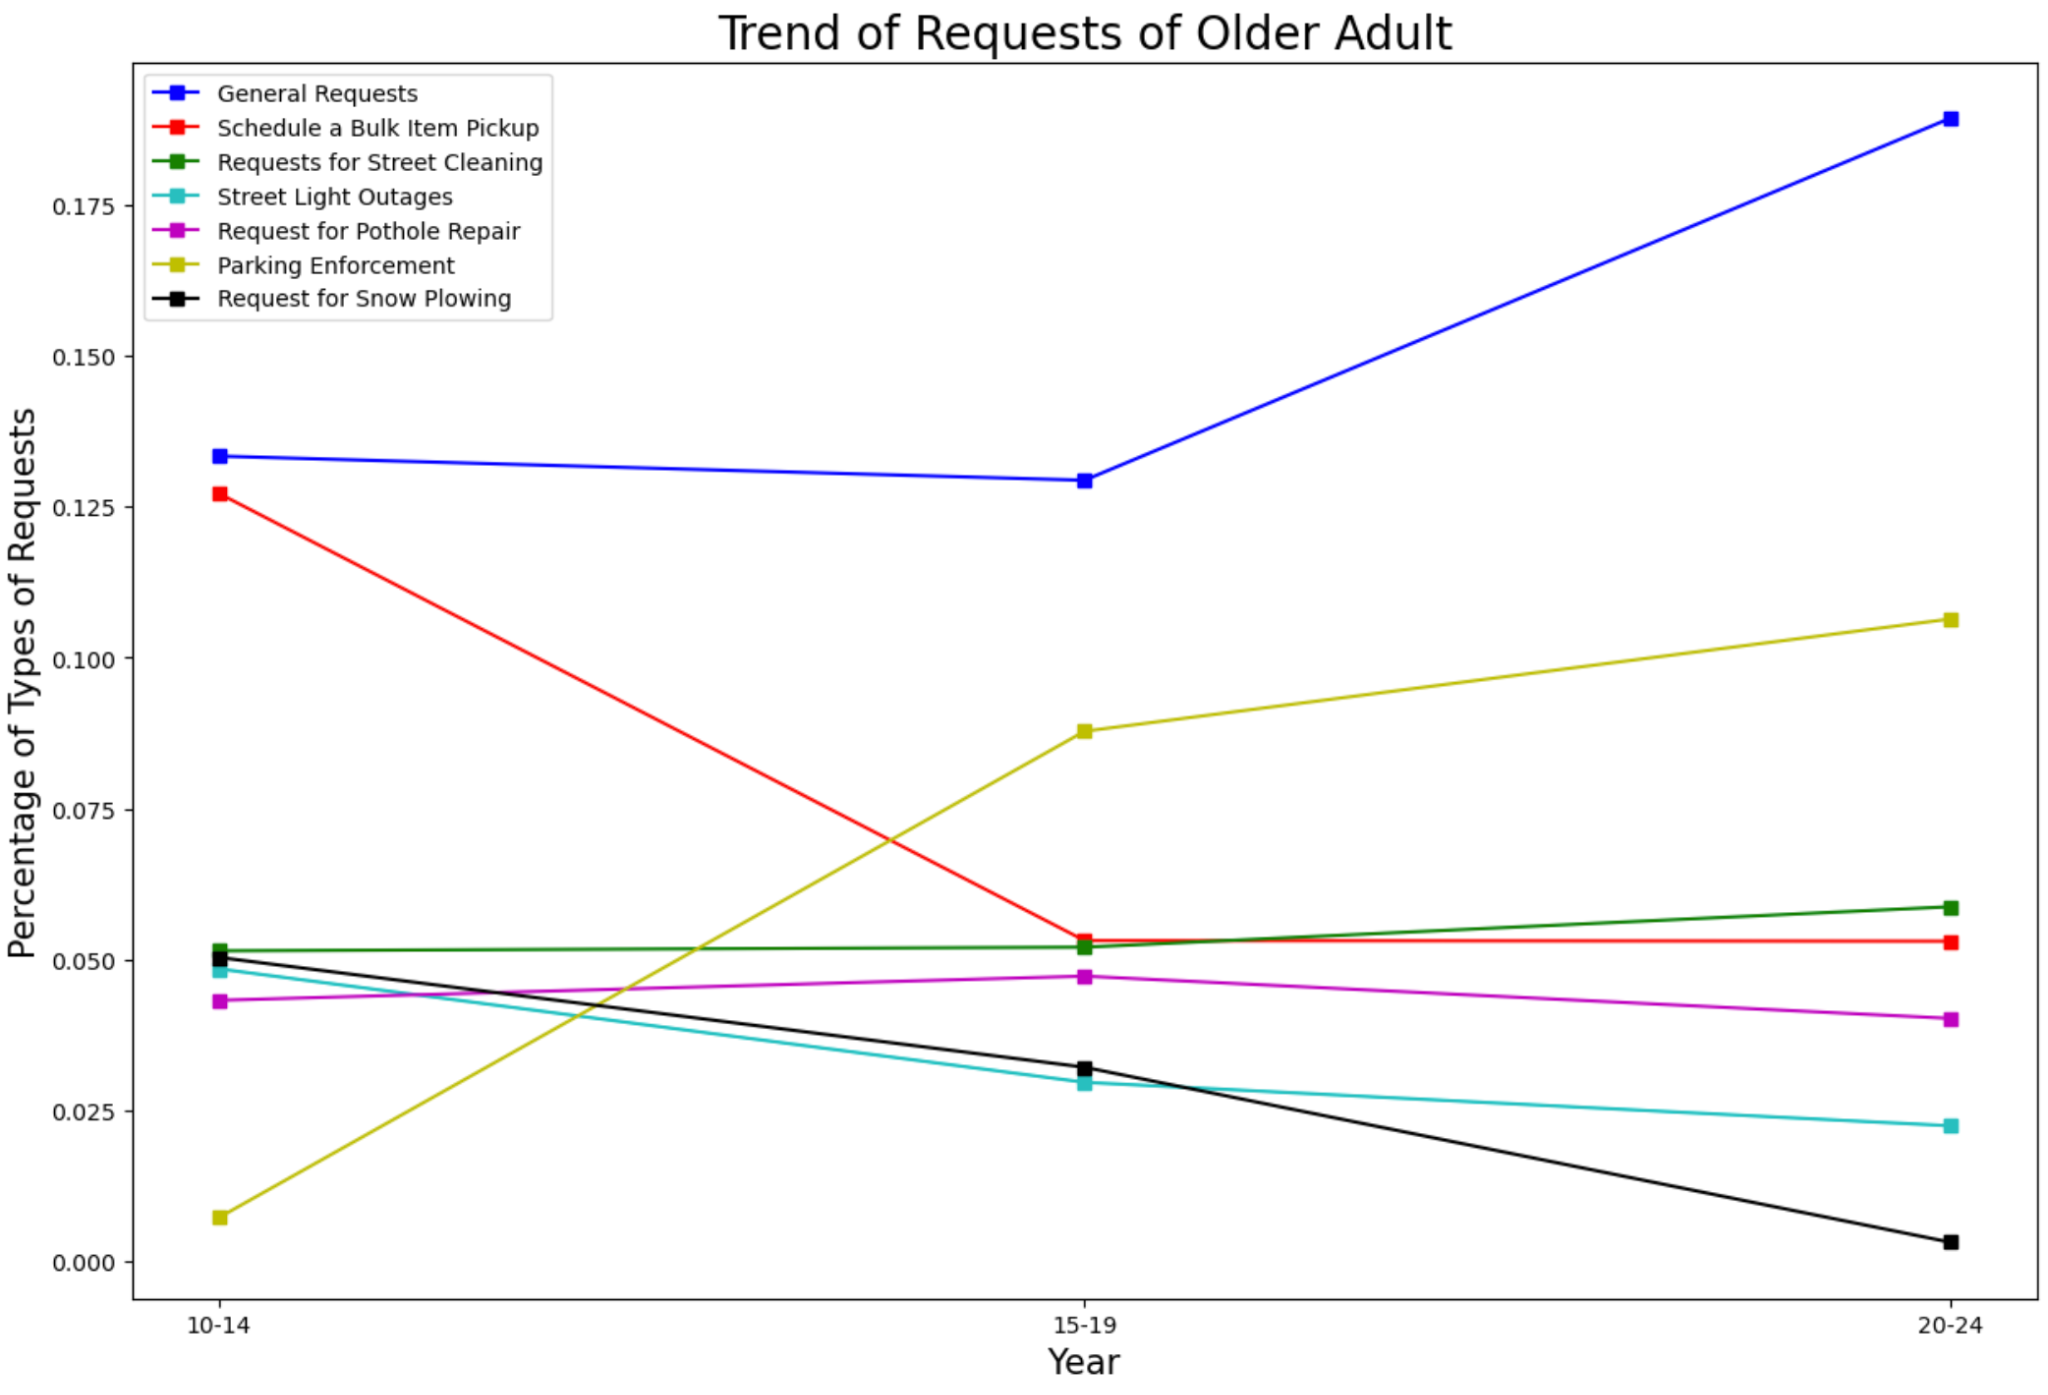 Trend of Requests of Older Adult
General Requests
Schedule a Bulk Item Pickup
Requests for Street Cleaning
Street Light Outages
Request for Pothole Repair
Parking Enforcement
Request for Snow Plowing
Percentage of Types of Requests
0.175
0.150
0.125
0.100
0.075
0.050
0.025
0.000
10-14 15-19 20-24
Year